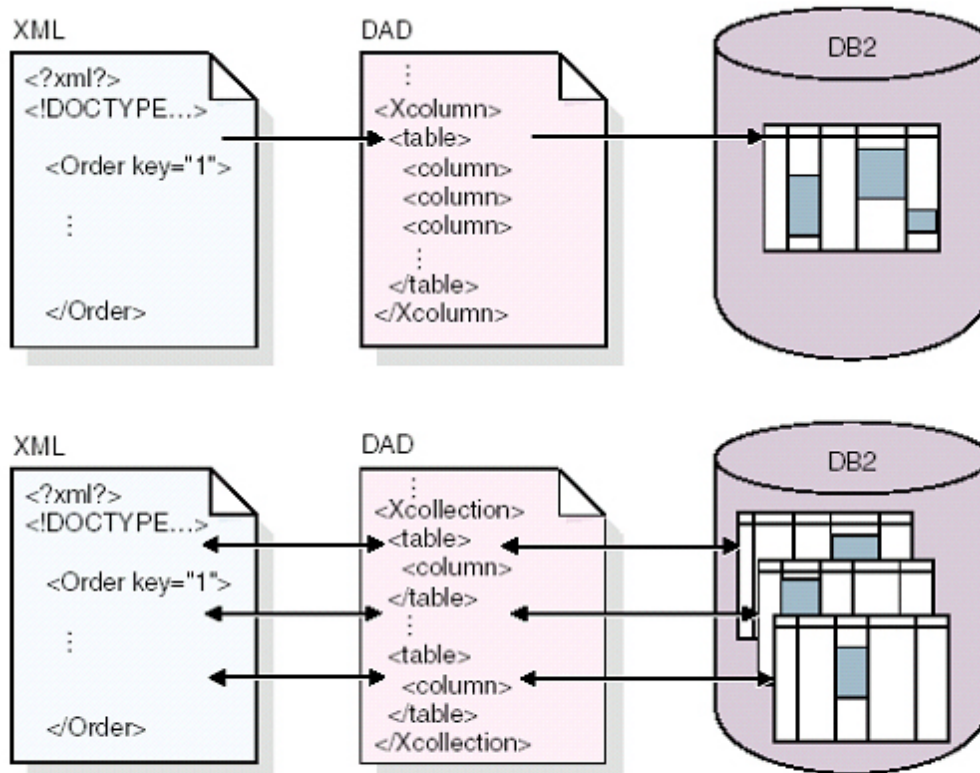 XML
<?xml?>
<!DOCTYPE...>
<Order key="1">
⋮
</Order>
DAD
⋮
<Xcolumn>
<table>
<column>
<column>
<column>
⋮
</table>
</Xcolumn>
DB2
XML
<?xml?>
<!DOCTYPE...>
<Order key="1">
⋮
</Order>
DAD
⋮
<Xcollection>
<table>
<column>
</table>
⋮
<table>
<column>
</table>
</Xcollection>
DB2